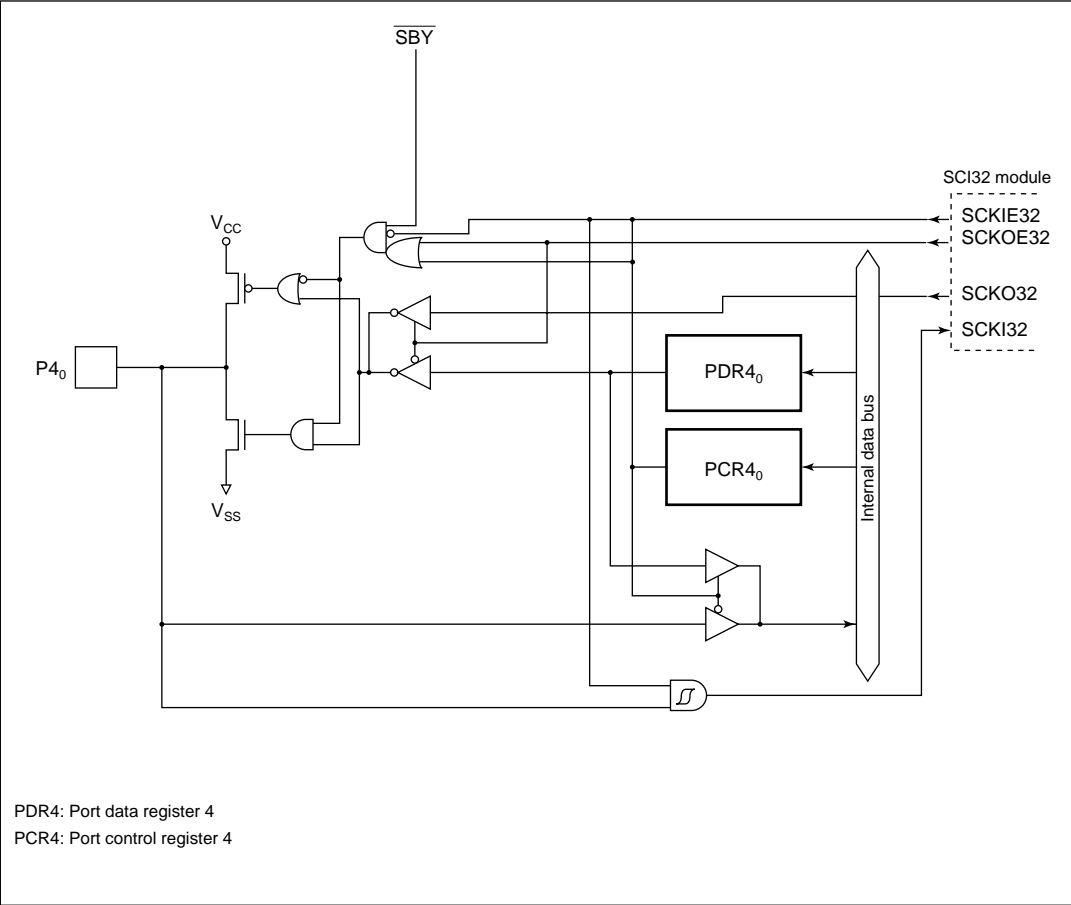 SBY
SCI32 module
SCKIE32
SCKOE32
SCKO32
SCKI32
VCC
P40
PDR40
PCR40
Internal data bus
VSS
PDR4: Port data register 4
PCR4: Port control register 4